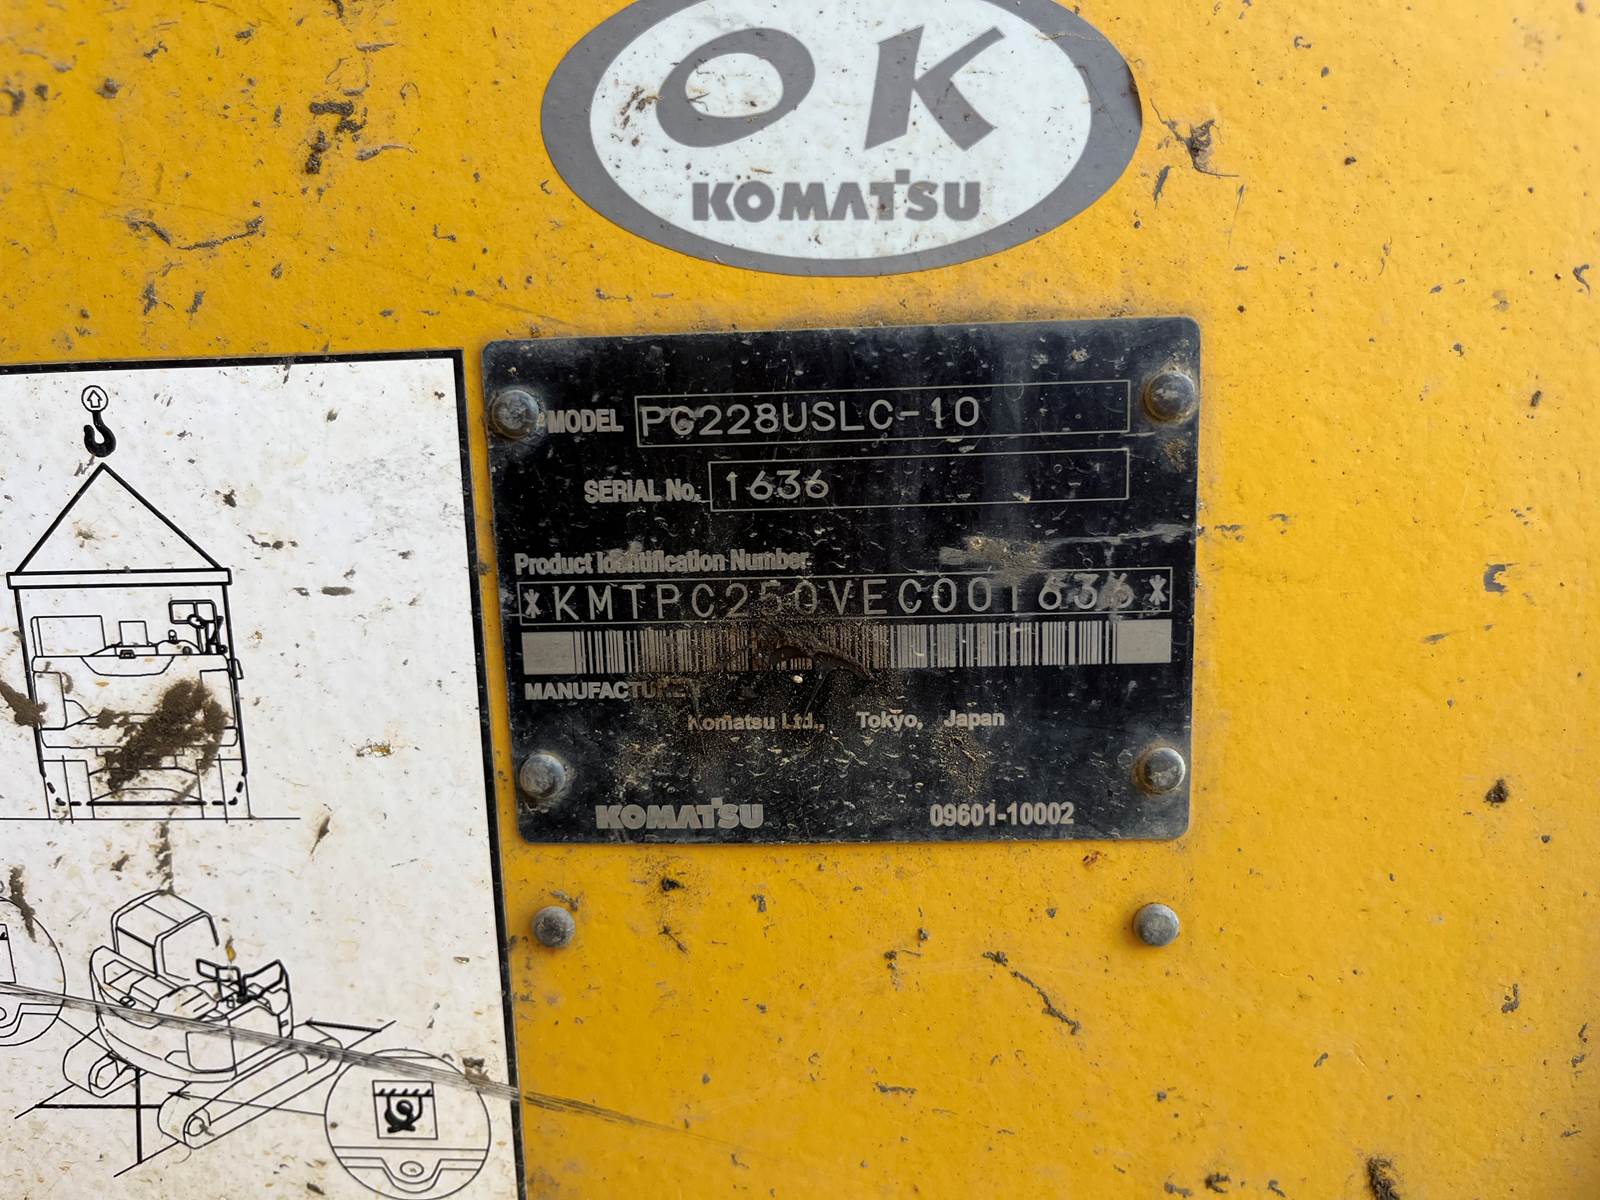 OK
KOMATSU
MODEL PC228USLC-10
SERIAL No. 1636
Product Identification Number
*KMTPC250VEC001636*
MANUFACTURER
Komatsu Ltd., Tokyo, Japan
KOMATSU 09601-10002